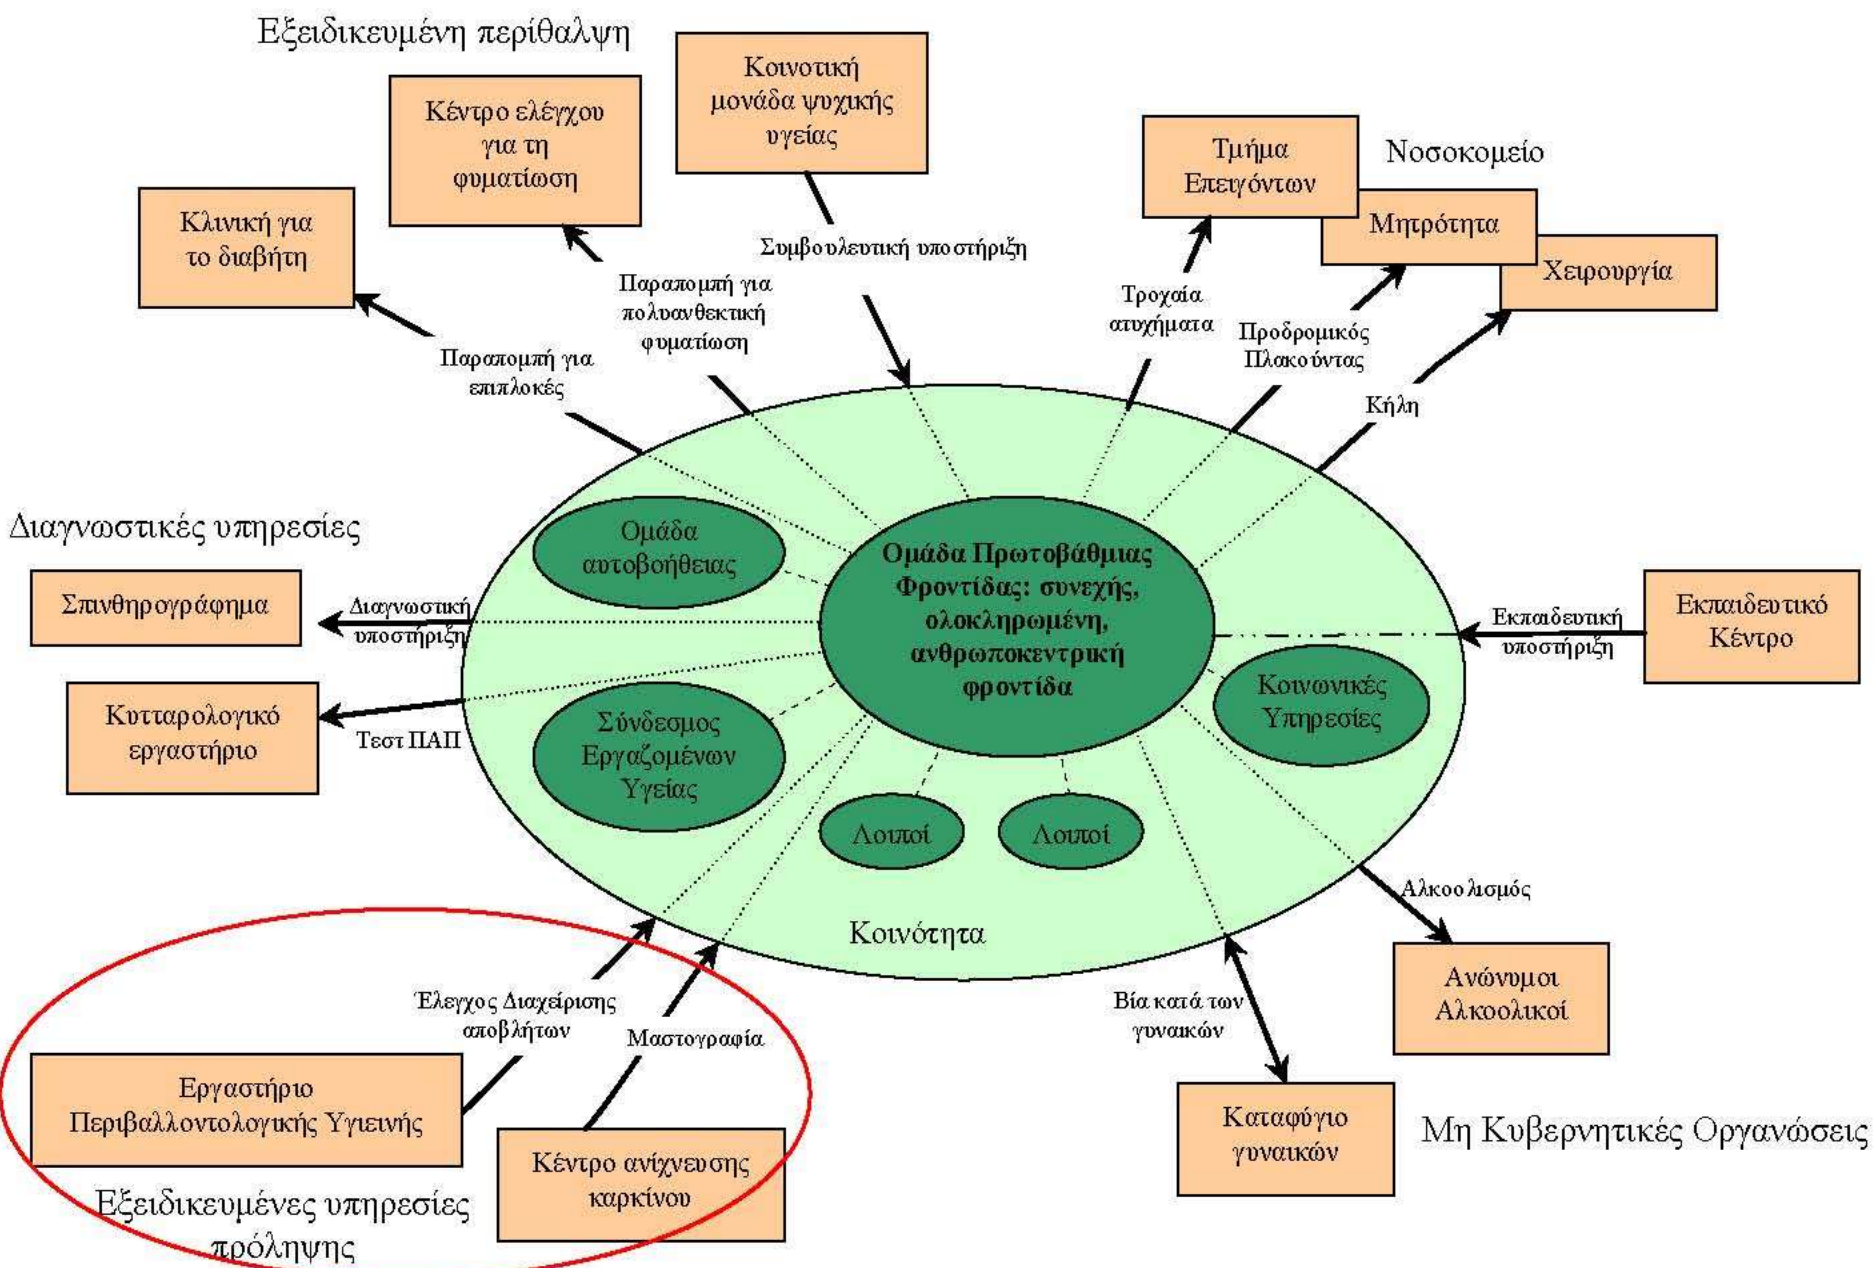 Εξειδικευμένη περίθαλψη
Κοινοτική
μονάδα ψυχικής
υγείας
Κέντρο ελέγχου
για τη
φυματίωση
Κλινική για
το διαβήτη
Τμήμα
Επειγόντων
Νοσοκομείο
Μητρότητα
Χειρουργία
Συμβουλευτική υποστήριξη
Παραπομπή για
πολυανθεκτική
φυματίωση
Παραπομπή για
επιπλοκές
Τροχαία
ατυχήματα
Προδρομικός
Πλακούντας
Κήλη
Διαγνωστικές υπηρεσίες
Σπινθηρογράφημα
Διαγνωστική
υποστήριξη
Κυτταρολογικό
εργαστήριο
Τεστ ΠΑΠ
Ομάδα
αυτοβοήθειας
Ομάδα Πρωτοβάθμιας
Φροντίδας: συνεχής,
ολοκληρωμένη,
ανθρωποκεντρική
φροντίδα
Εκπαιδευτική
υποστήριξη
Εκπαιδευτικό
Κέντρο
Κοινωνικές
Υπηρεσίες
Σύνδεσμος
Εργαζομένων
Υγείας
Λοιποί
Λοιποί
Κοινότητα
Αλκοολισμός
Ανώνυμοι
Αλκοολικοί
Βία κατά των
γυναικών
Καταφύγιο
γυναικών
Μη Κυβερνητικές Οργανώσεις
Έλεγχος Διαχείρισης
αποβλήτων
Μαστογραφία
Εργαστήριο
Περιβαλλοντολογικής Υγιεινής
Κέντρο ανίχνευσης
καρκίνου
Εξειδικευμένες υπηρεσίες
πρόληψης